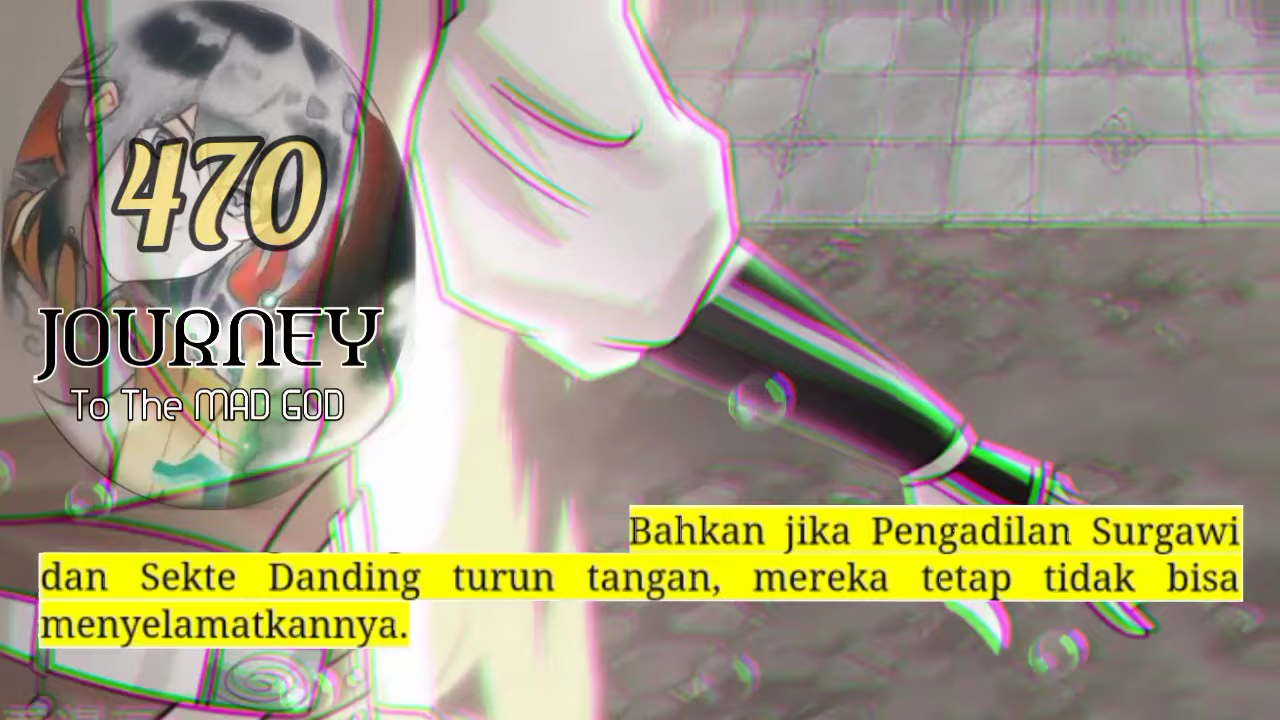 470
JOURNEY
To The MAD GOD
Bahkan jika Pengadilan Surgawi
dan Sekte Danding turun tangan, mereka tetap tidak bisa
menyelamatkannya.